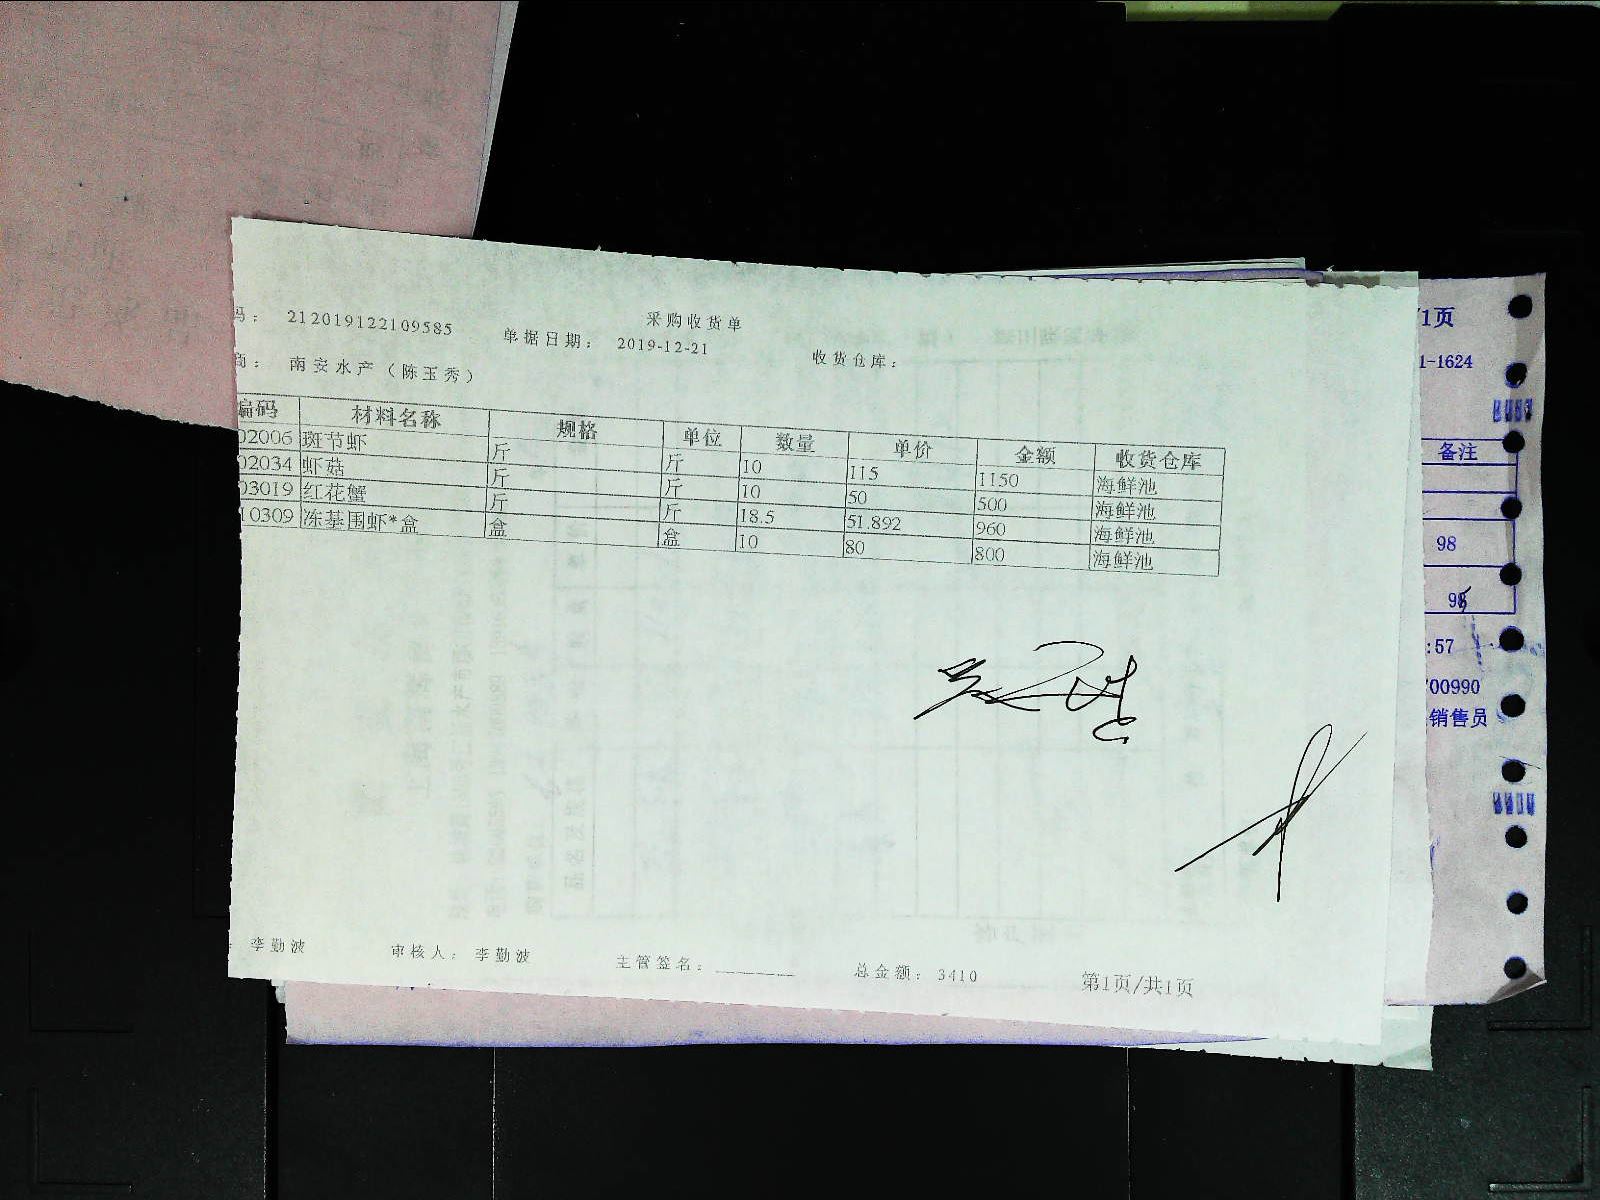 采购收货单
码： 212019122109585 单据日期： 2019-12-21 收货仓库：
商： 南安水产（陈玉秀）
编码 材料名称 规格 单位 数量 单价 金额 收货仓库
02006 斑节虾 斤 斤 10 115 1150 海鲜池
02034 虾菇 斤 斤 10 50 500 海鲜池
03019 红花蟹 斤 斤 18.5 51.892 960 海鲜池
10309 冻基围虾*盒 盒 盒 10 80 800 海鲜池
： 李勤波 审核人： 李勤波 主管签名： 总金额： 3410 第1页/共1页
/1页
1-1624
备注
98
98
:57
00990
销售员